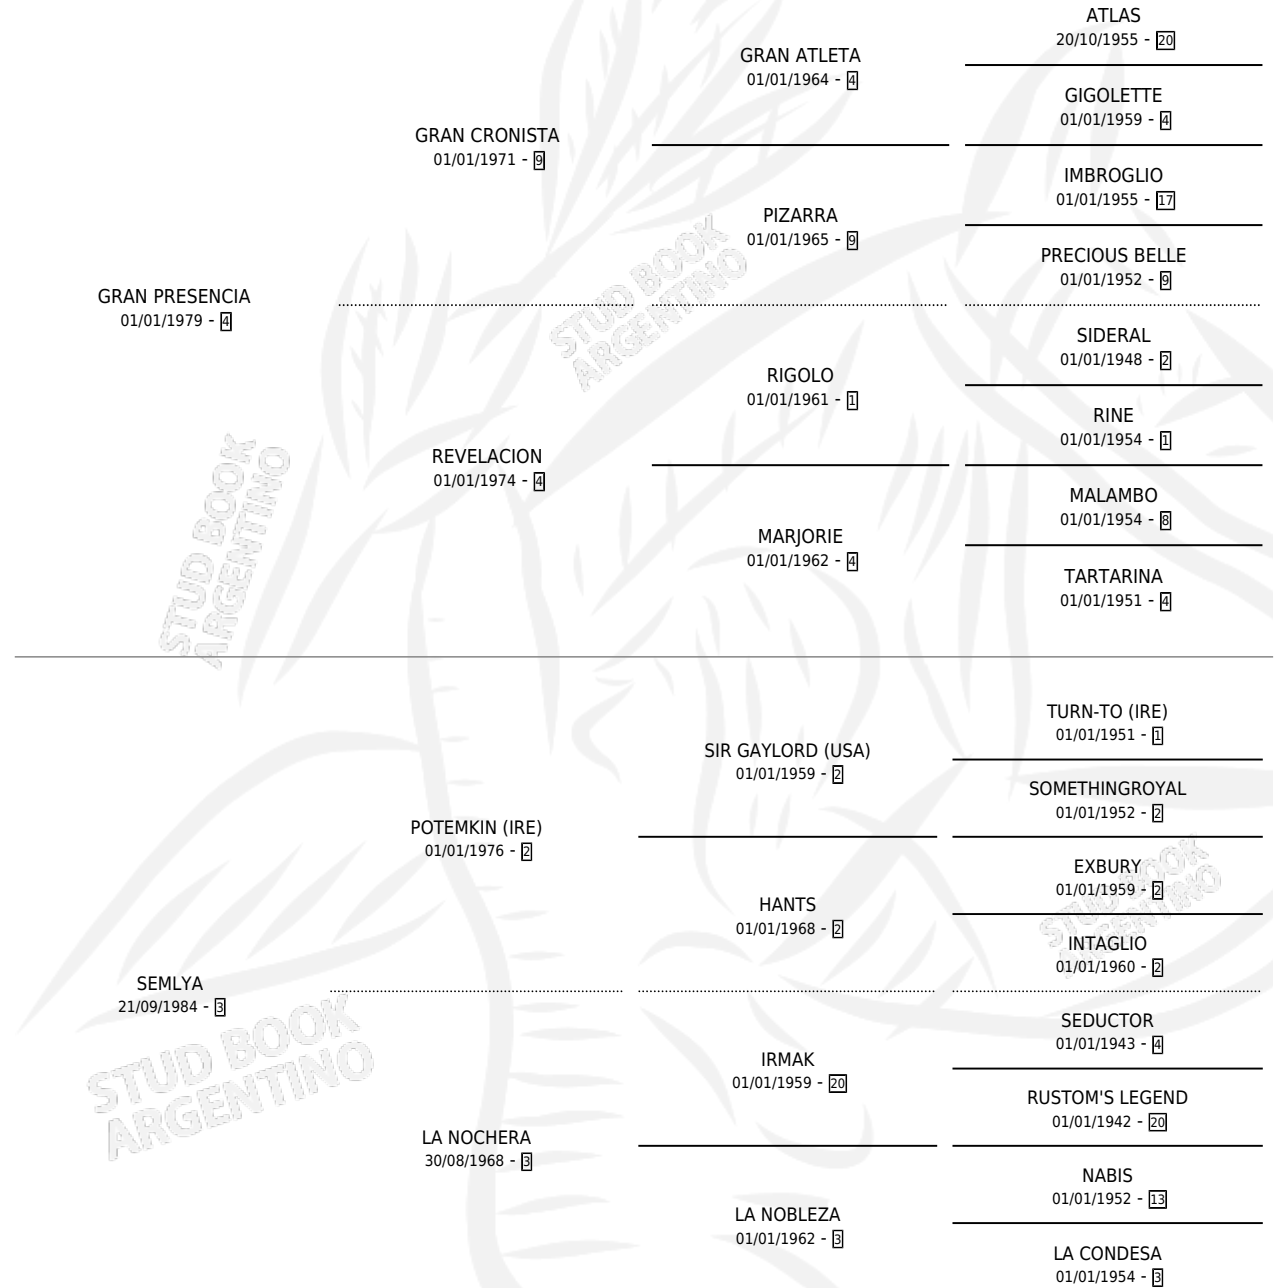 ATLAS
20/10/1955 - 20
GRAN ATLETA
01/01/1964 - 4
GIGOLETTE
01/01/1959 - 4
GRAN CRONISTA
01/01/1971 - 9
IMBROGLIO
01/01/1955 - 17
PIZARRA
01/01/1965 - 9
PRECIOUS BELLE
01/01/1952 - 9
GRAN PRESENCIA
01/01/1979 - 4
SIDERAL
01/01/1948 - 2
RIGOLO
01/01/1961 - 1
RINE
01/01/1954 - 1
REVELACION
01/01/1974 - 4
MALAMBO
01/01/1954 - 8
MARJORIE
01/01/1962 - 4
TARTARINA
01/01/1951 - 4
STUD BOOK
ARGENTINO
STUD BOOK
ARGENTINO
TURN-TO (IRE)
01/01/1951 - 1
SIR GAYLORD (USA)
01/01/1959 - 2
SOMETHINGROYAL
01/01/1952 - 2
POTEMKIN (IRE)
01/01/1976 - 2
EXBURY
01/01/1959 - 2
HANTS
01/01/1968 - 2
INTAGLIO
01/01/1960 - 2
SEMLYA
21/09/1984 - 3
SEDUCTOR
01/01/1943 - 4
IRMAK
01/01/1959 - 20
RUSTOM'S LEGEND
01/01/1942 - 20
LA NOCHERA
30/08/1968 - 3
NABIS
01/01/1952 - 13
LA NOBLEZA
01/01/1962 - 3
LA CONDESA
01/01/1954 - 3
STUD BOOK
ARGENTINO
STUD BOOK
ARGENTINO